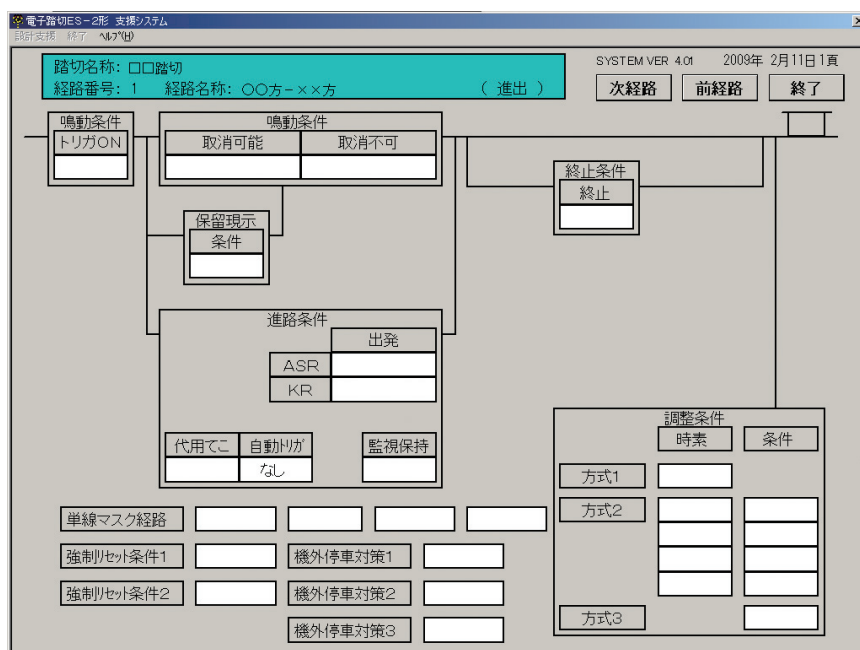 電子踏切ES-2形 支援システム
設計支援 終了 ヘルプ(H)
踏切名称: □□踏切
経路番号: 1 経路名称: 〇〇方-××方 ( 進出 )
SYSTEM VER 4.01 2009年 2月11日1頁
次経路 前経路 終了
鳴動条件
トリガON
鳴動条件
取消可能 取消不可
終止条件
終止
保留現示
条件
進路条件
出発
ASR
KR
代用てこ 自動トリガ 監視保持
なし
調整条件
時素 条件
方式1
方式2
方式3
単線マスク経路
強制リセット条件1 機外停車対策1
強制リセット条件2 機外停車対策2
機外停車対策3